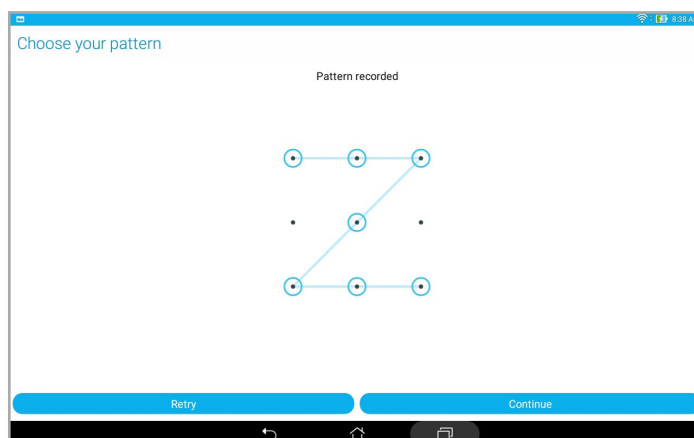 8:38 A
Choose your pattern
Pattern recorded
Retry
Continue